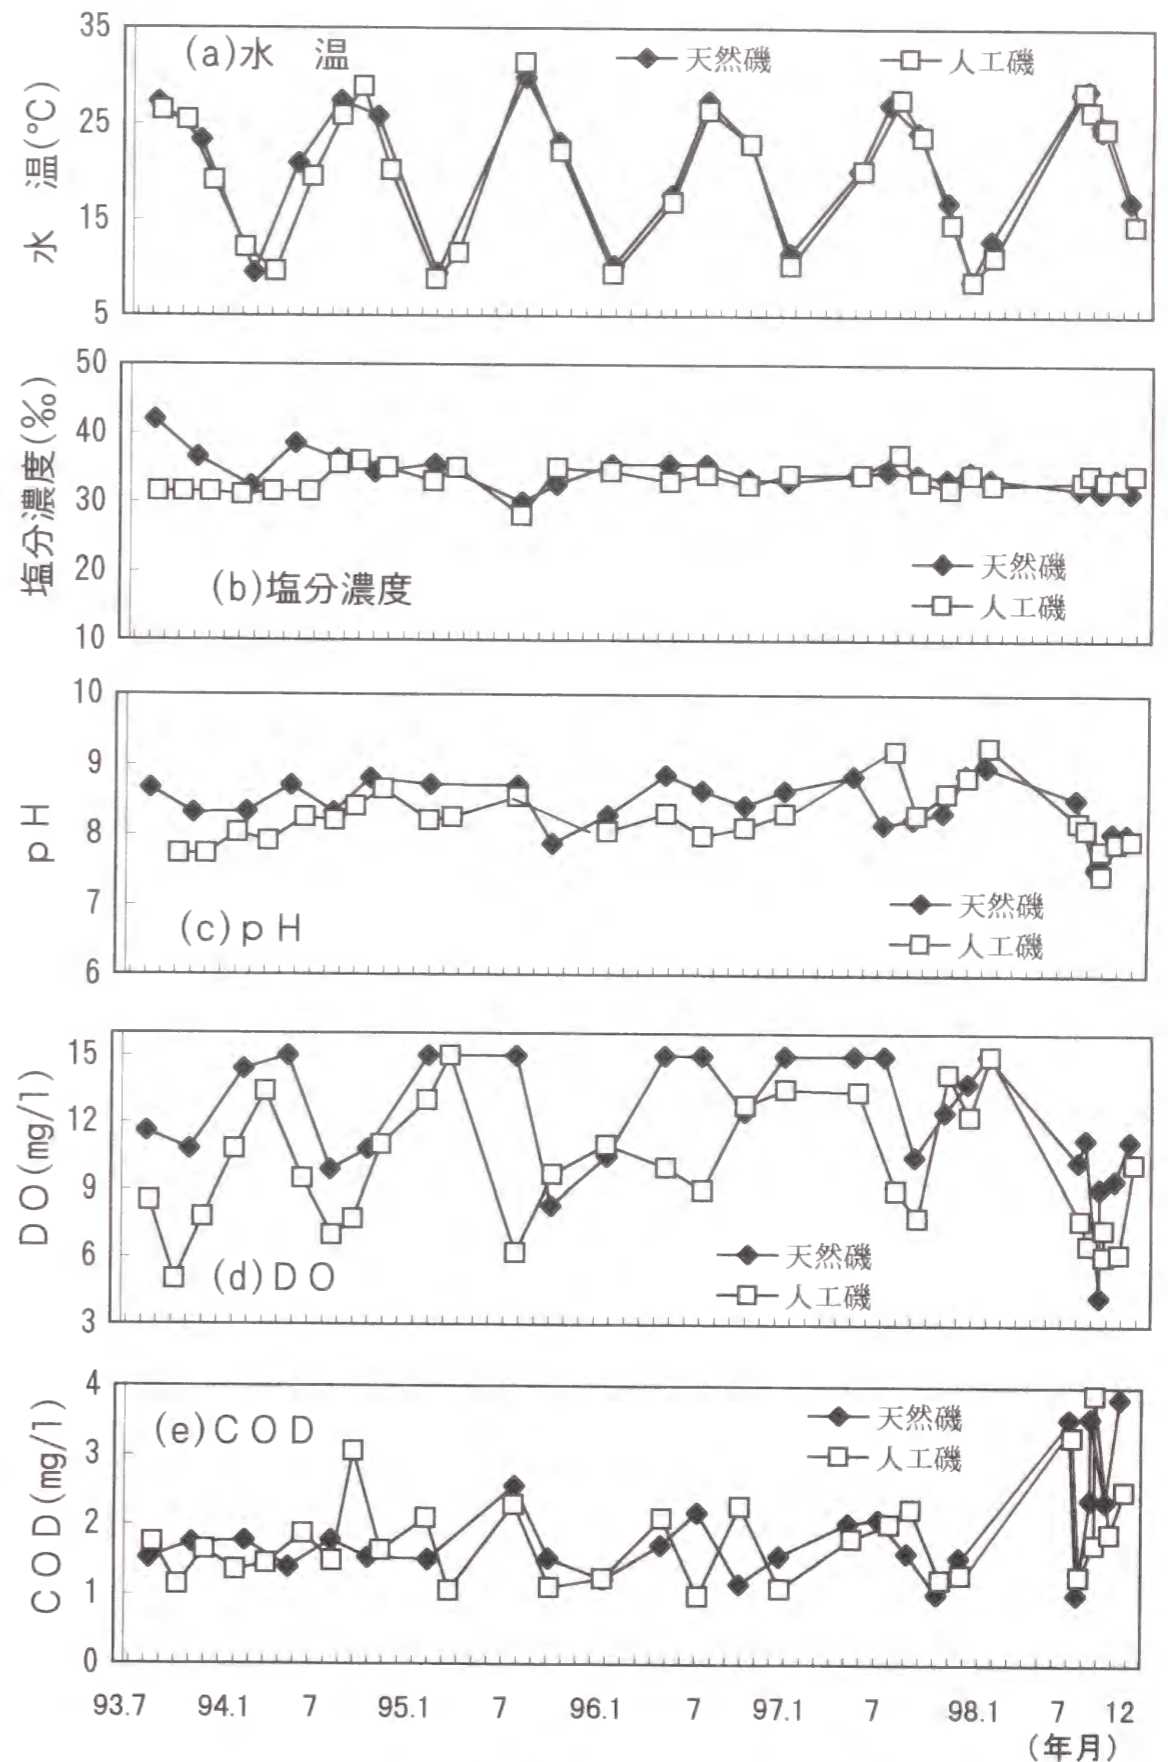 (a)水 温
天然磯
人工磯
35
25
15
5
水 温(℃)
50
40
30
20
10
塩分濃度(‰)
(b)塩分濃度
天然磯
人工磯
10
9
8
7
6
pH
(c)pH
天然磯
人工磯
15
12
9
6
3
DO(mg/l)
(d)DO
天然磯
人工磯
4
3
2
1
0
COD(mg/l)
(e)COD
天然磯
人工磯
93.7 94.1 7 95.1 7 96.1 7 97.1 7 98.1 7 12
(年月)